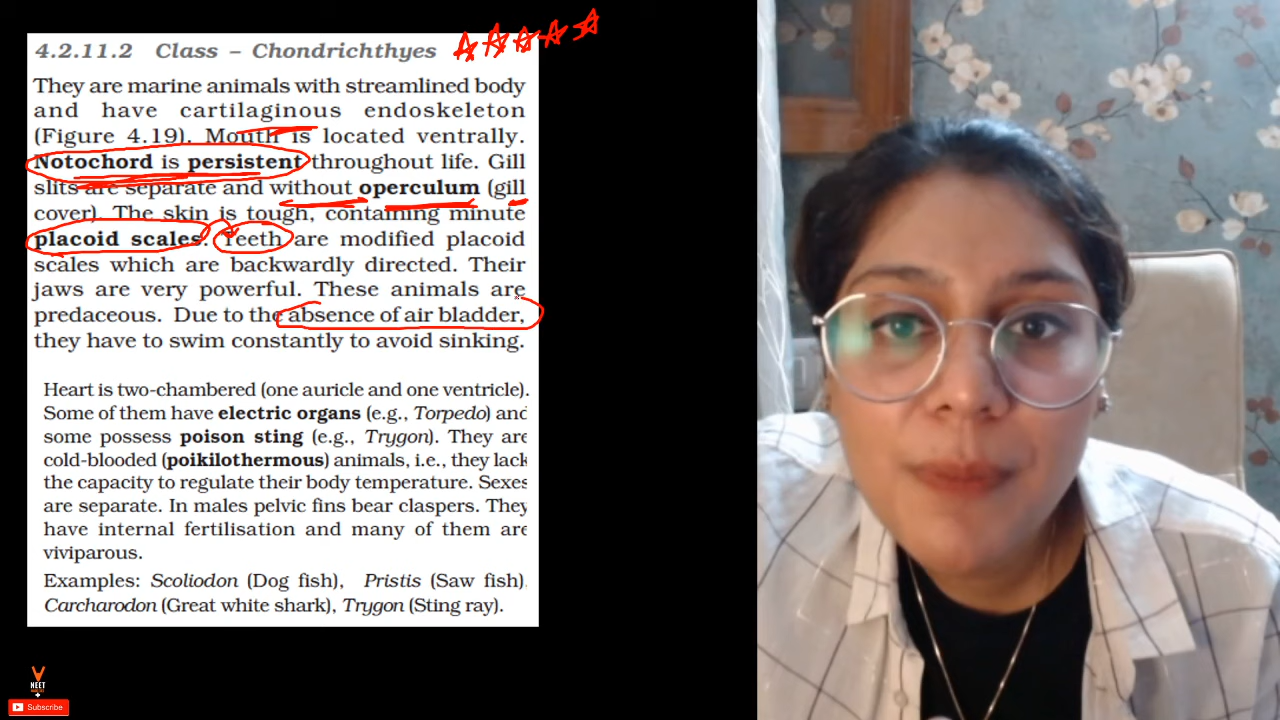 4.2.11.2 Class – Chondrichthyes
They are marine animals with streamlined body
and have cartilaginous endoskeleton
(Figure 4.19). Mouth is located ventrally.
Notochord is persistent throughout life. Gill
slits are separate and without operculum (gill
cover). The skin is tough, containing minute
placoid scales. Teeth are modified placoid
scales which are backwardly directed. Their
jaws are very powerful. These animals are
predaceous. Due to the absence of air bladder,
they have to swim constantly to avoid sinking.
Heart is two-chambered (one auricle and one ventricle).
Some of them have electric organs (e.g., Torpedo) and
some possess poison sting (e.g., Trygon). They are
cold-blooded (poikilothermous) animals, i.e., they lack
the capacity to regulate their body temperature. Sexes
are separate. In males pelvic fins bear claspers. They
have internal fertilisation and many of them are
viviparous.
Examples: Scoliodon (Dog fish), Pristis (Saw fish)
Carcharodon (Great white shark), Trygon (Sting ray).
NEET
Subscribe